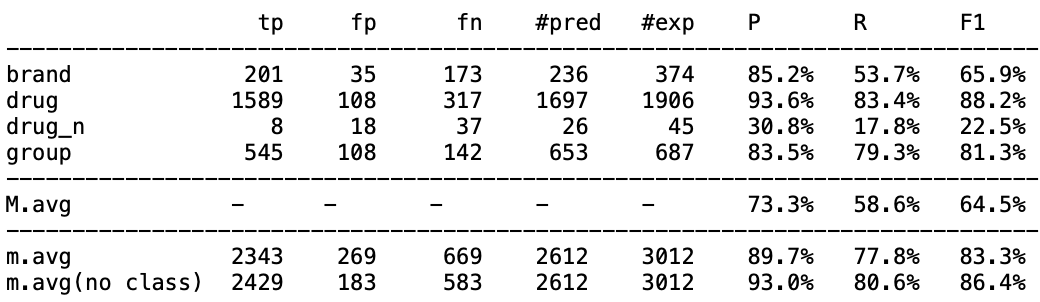 tp fp fn #pred #exp P R F1
------------------------------------------------------------------------------
brand 201 35 173 236 374 85.2% 53.7% 65.9%
drug 1589 108 317 1697 1906 93.6% 83.4% 88.2%
drug_n 8 18 37 26 45 30.8% 17.8% 22.5%
group 545 108 142 653 687 83.5% 79.3% 81.3%
------------------------------------------------------------------------------
M.avg - - - - - 73.3% 58.6% 64.5%
------------------------------------------------------------------------------
m.avg 2343 269 669 2612 3012 89.7% 77.8% 83.3%
m.avg(no class) 2429 183 583 2612 3012 93.0% 80.6% 86.4%